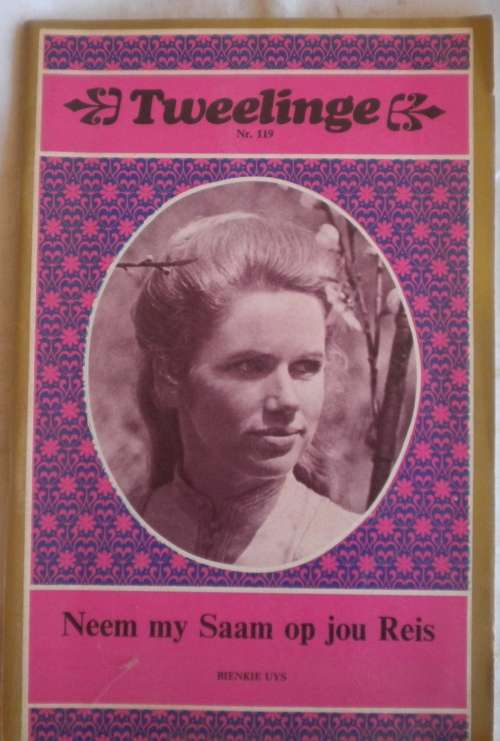 Tweelinge
Nr. 119
Neem my Saam op jou Reis
BIENKIE UYS